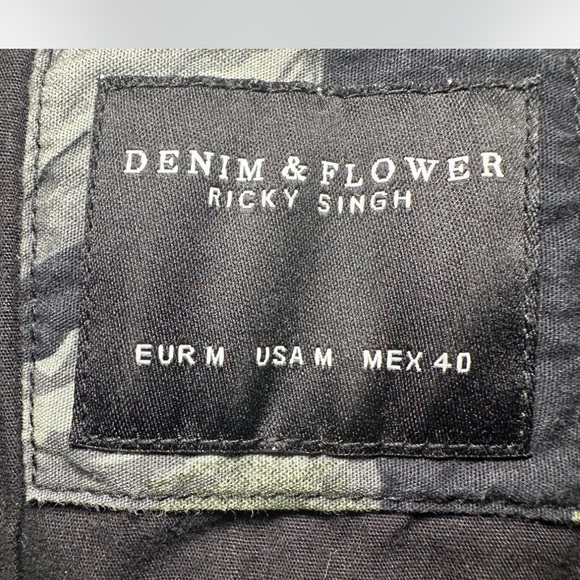 DENIM & FLOWER
RICKY SINGH
EUR M USA M MEX 40